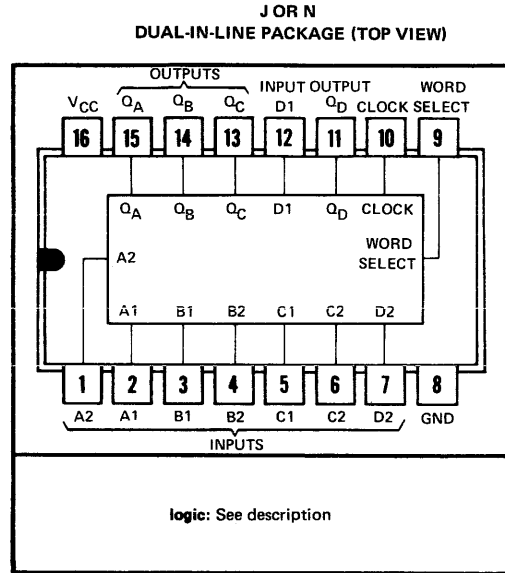 J OR N
DUAL-IN-LINE PACKAGE (TOP VIEW)
OUTPUTS INPUT OUTPUT WORD
VCC QA QB QC D1 QD CLOCK SELECT
16 15 14 13 12 11 10 9
QA QB QC D1 QD CLOCK
A2 WORD
SELECT
A1 B1 B2 C1 C2 D2
1 2 3 4 5 6 7 8
A2 A1 B1 B2 C1 C2 D2 GND
INPUTS
logic: See description